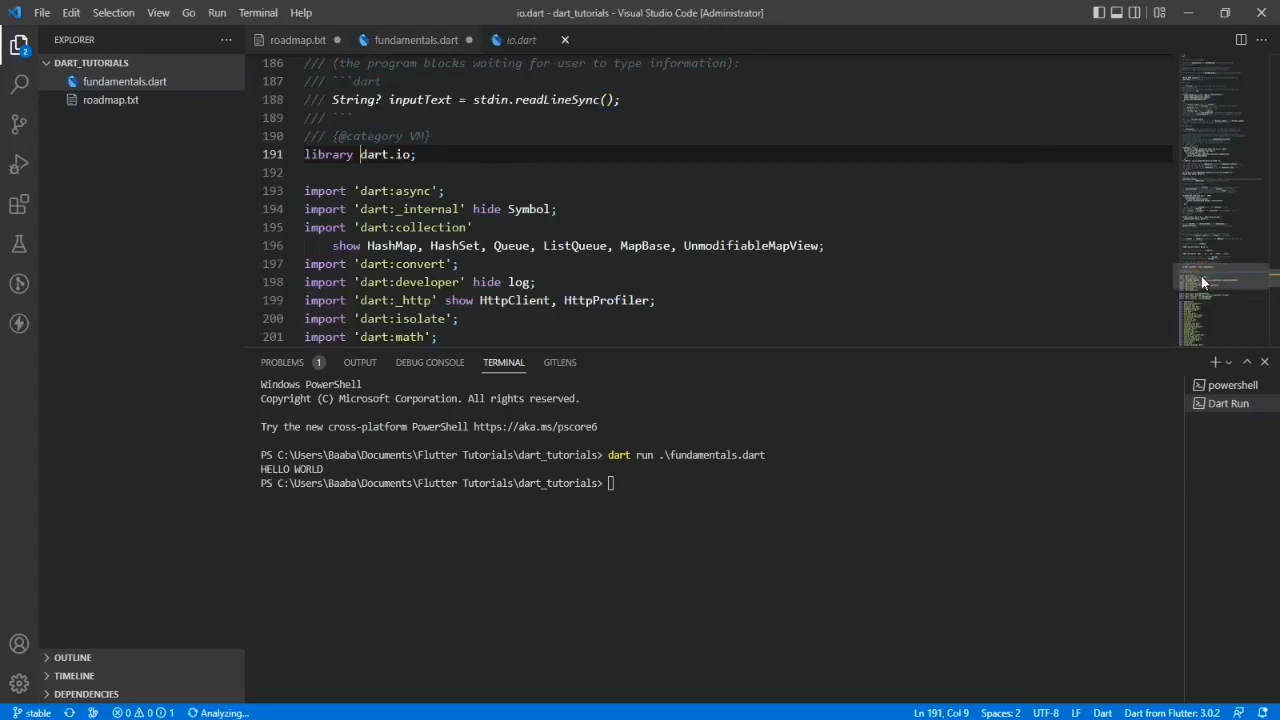 File Edit Selection View Go Run Terminal Help
io.dart - dart_tutorials - Visual Studio Code [Administrator]
EXPLORER
roadmap.txt
fundamentals.dart
io.dart
DART_TUTORIALS
2
fundamentals.dart
roadmap.txt
186 /// (the program blocks waiting for user to type information):
187 /// ```dart
188 /// String? inputText = stdin.readLineSync();
189 /// ```
190 /// {@category VM}
191 library dart.io;
192
193 import 'dart:async';
194 import 'dart:_internal' hide Symbol;
195 import 'dart:collection'
196 show HashMap, HashSet, Queue, ListQueue, MapBase, UnmodifiableMapView;
197 import 'dart:convert';
198 import 'dart:developer' hide log;
199 import 'dart:_http' show HttpClient, HttpProfiler;
200 import 'dart:isolate';
201 import 'dart:math';
PROBLEMS 1 OUTPUT DEBUG CONSOLE TERMINAL GITLENS
Windows PowerShell
Copyright (C) Microsoft Corporation. All rights reserved.
Try the new cross-platform PowerShell https://aka.ms/pscore6
PS C:\Users\Baaba\Documents\Flutter Tutorials\dart_tutorials> dart run .\fundamentals.dart
HELLO WORLD
PS C:\Users\Baaba\Documents\Flutter Tutorials\dart_tutorials>
powershell
Dart Run
OUTLINE
TIMELINE
DEPENDENCIES
stable 0 0 1 Analyzing... Ln 191, Col 9 Spaces: 2 UTF-8 LF Dart Dart from Flutter: 3.0.2